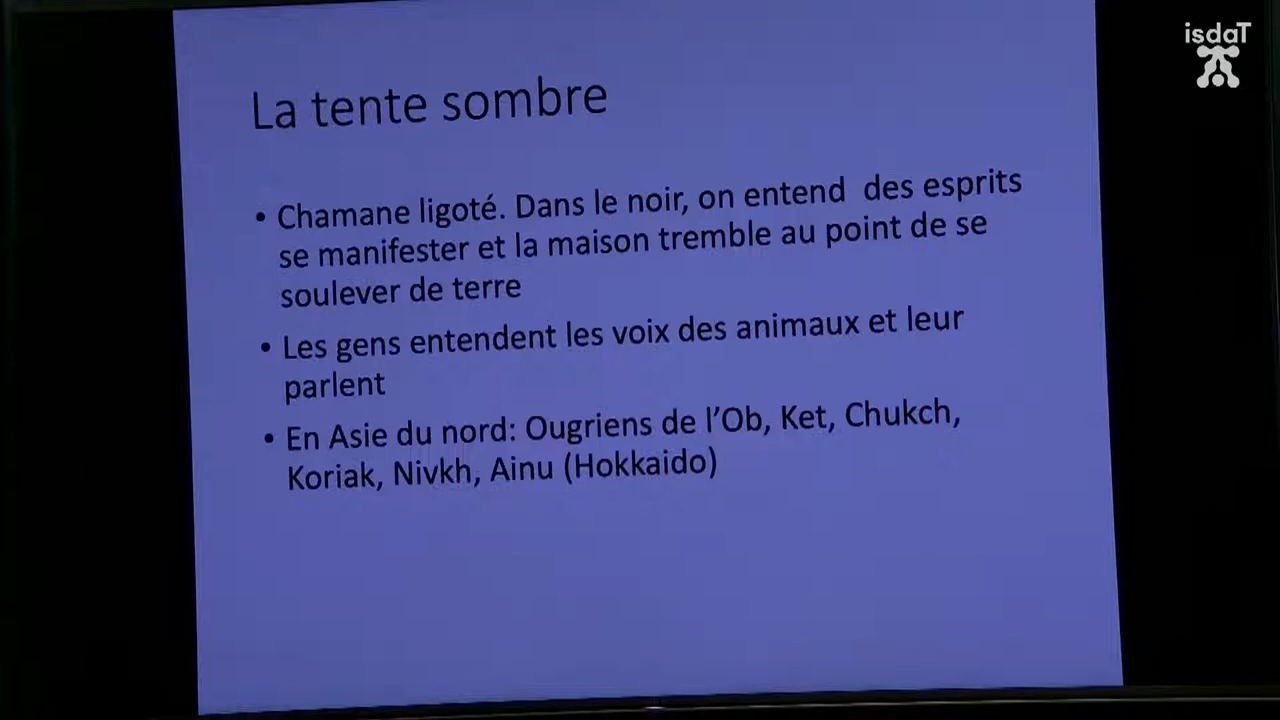 isdaT
La tente sombre
• Chamane ligoté. Dans le noir, on entend  des esprits
se manifester et la maison tremble au point de se
soulever de terre
• Les gens entendent les voix des animaux et leur
parlent
• En Asie du nord: Ougriens de l’Ob, Ket, Chukch,
Koriak, Nivkh, Ainu (Hokkaido)